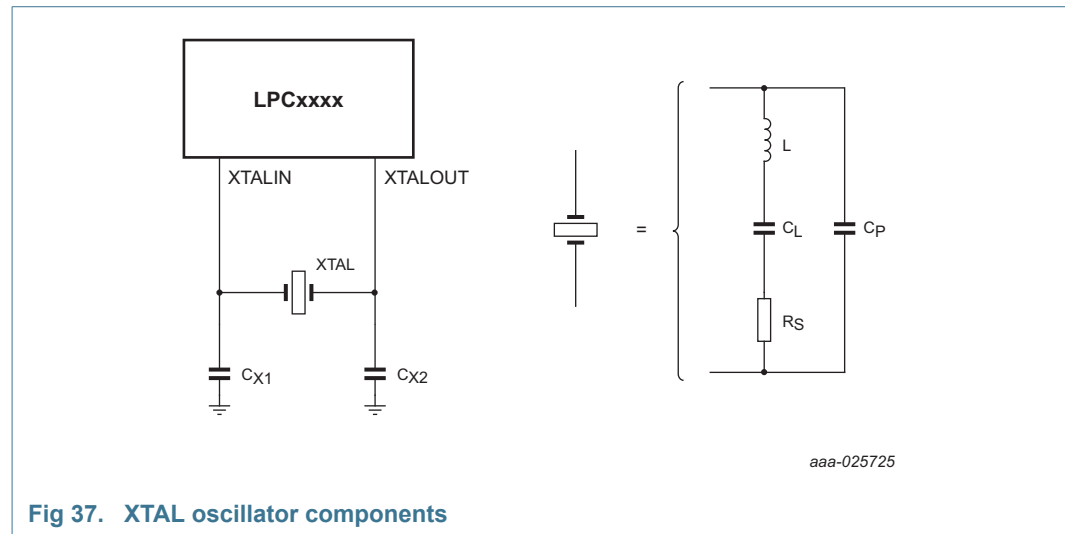 LPCxxxx
XTALIN XTALOUT
XTAL
CX1 CX2
=
L
CL CP
RS
aaa-025725
Fig 37. XTAL oscillator components